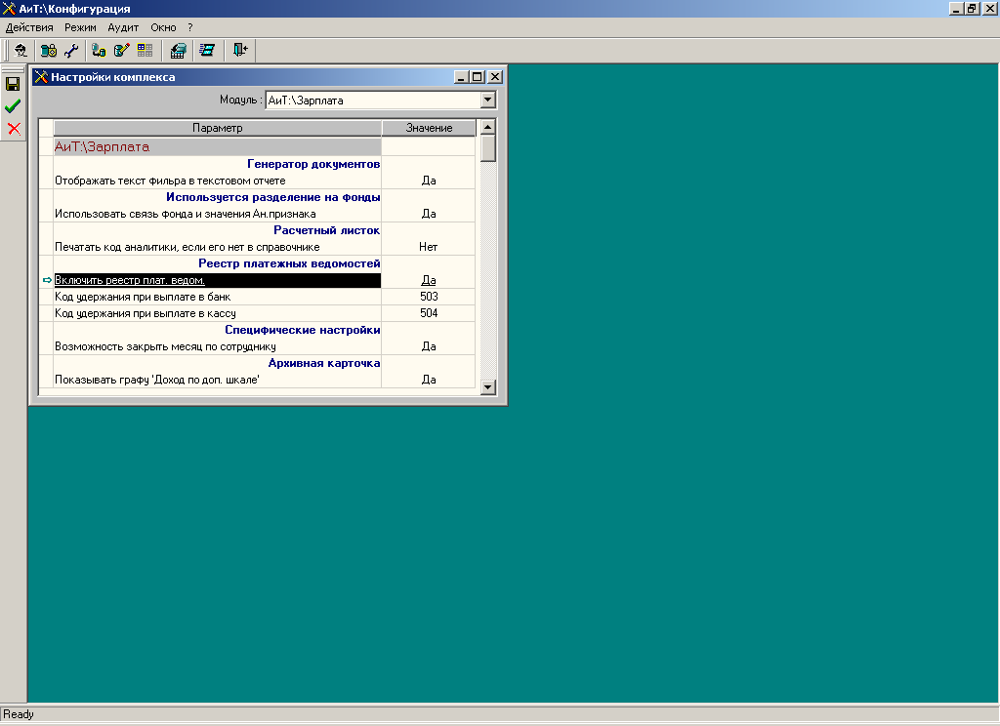 АиТ:\Конфигурация
Действия Режим Аудит Окно ?
Настройки комплекса
Модуль : АиТ:\Зарплата
Параметр Значение
АиТ:\Зарплата
Генератор документов
Отображать текст фильра в текстовом отчете Да
Используется разделение на фонды
Использовать связь фонда и значения Ан.признака Да
Расчетный листок
Печатать код аналитики, если его нет в справочнике Нет
Реестр платежных ведомостей
Включить реестр плат. ведом. Да
Код удержания при выплате в банк 503
Код удержания при выплате в кассу 504
Специфические настройки
Возможность закрыть месяц по сотруднику Да
Архивная карточка
Показывать графу 'Доход по доп. шкале' Да
Ready